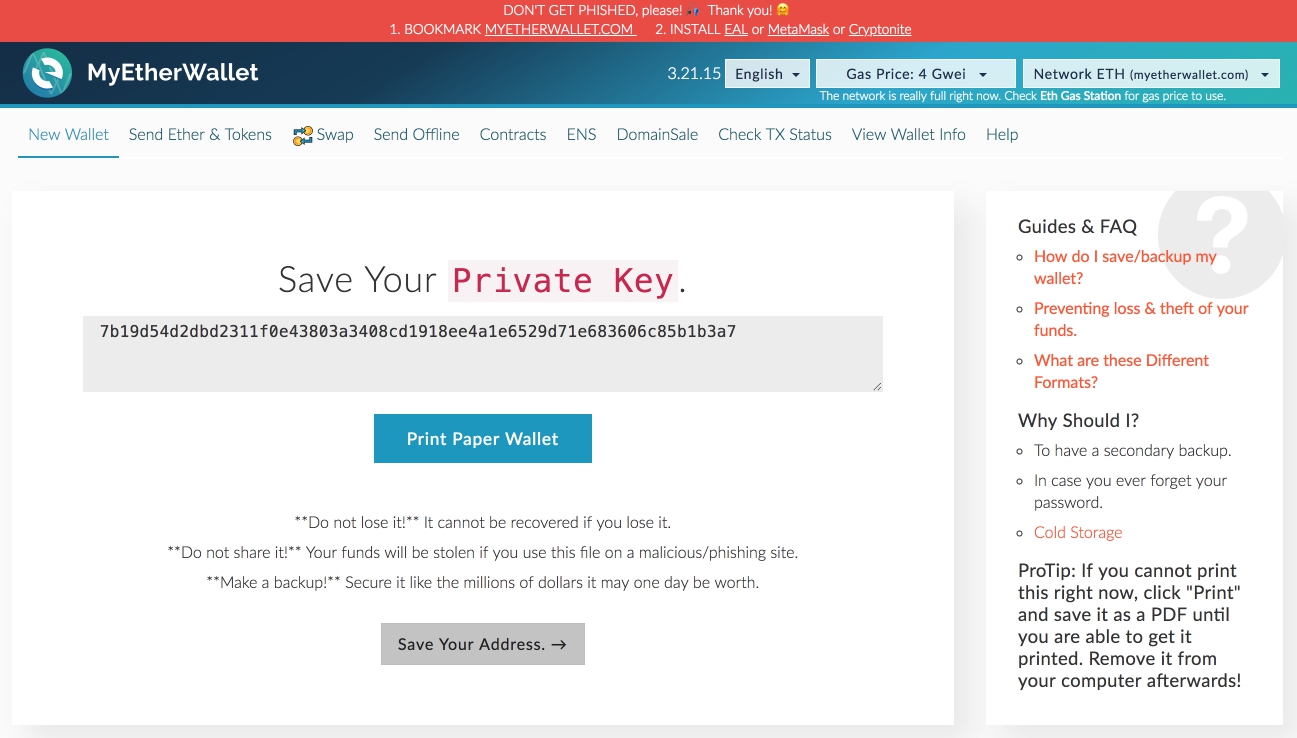 DON'T GET PHISHED, please! 🎣 Thank you! 🤗
1. BOOKMARK MYETHERWALLET.COM 2. INSTALL EAL or MetaMask or Cryptonite
MyEtherWallet
3.21.15 English Gas Price: 4 Gwei Network ETH (myetherwallet.com)
The network is really full right now. Check Eth Gas Station for gas price to use.
New Wallet Send Ether & Tokens Swap Send Offline Contracts ENS DomainSale Check TX Status View Wallet Info Help
Save Your Private Key.
7b19d54d2dbd2311f0e43803a3408cd1918ee4a1e6529d71e683606c85b1b3a7
Print Paper Wallet
**Do not lose it!** It cannot be recovered if you lose it.
**Do not share it!** Your funds will be stolen if you use this file on a malicious/phishing site.
**Make a backup!** Secure it like the millions of dollars it may one day be worth.
Save Your Address. →
?
Guides & FAQ
How do I save/backup my
wallet?
Preventing loss & theft of your
funds.
What are these Different
Formats?
Why Should I?
To have a secondary backup.
In case you ever forget your
password.
Cold Storage
ProTip: If you cannot print
this right now, click "Print"
and save it as a PDF until
you are able to get it
printed. Remove it from
your computer afterwards!